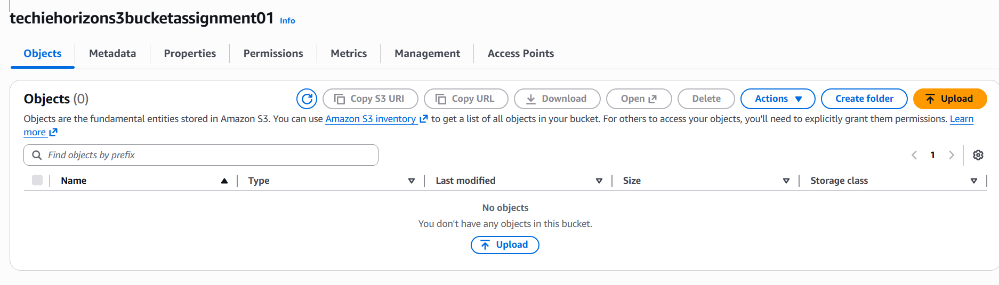 techiehorizons3bucketassignment01 Info
Objects Metadata Properties Permissions Metrics Management Access Points
Objects (0) Copy S3 URI Copy URL Download Open Delete Actions Create folder Upload
Objects are the fundamental entities stored in Amazon S3. You can use Amazon S3 inventory to get a list of all objects in your bucket. For others to access your objects, you'll need to explicitly grant them permissions. Learn
more
Find objects by prefix 1
Name Type Last modified Size Storage class
No objects
You don't have any objects in this bucket.
Upload